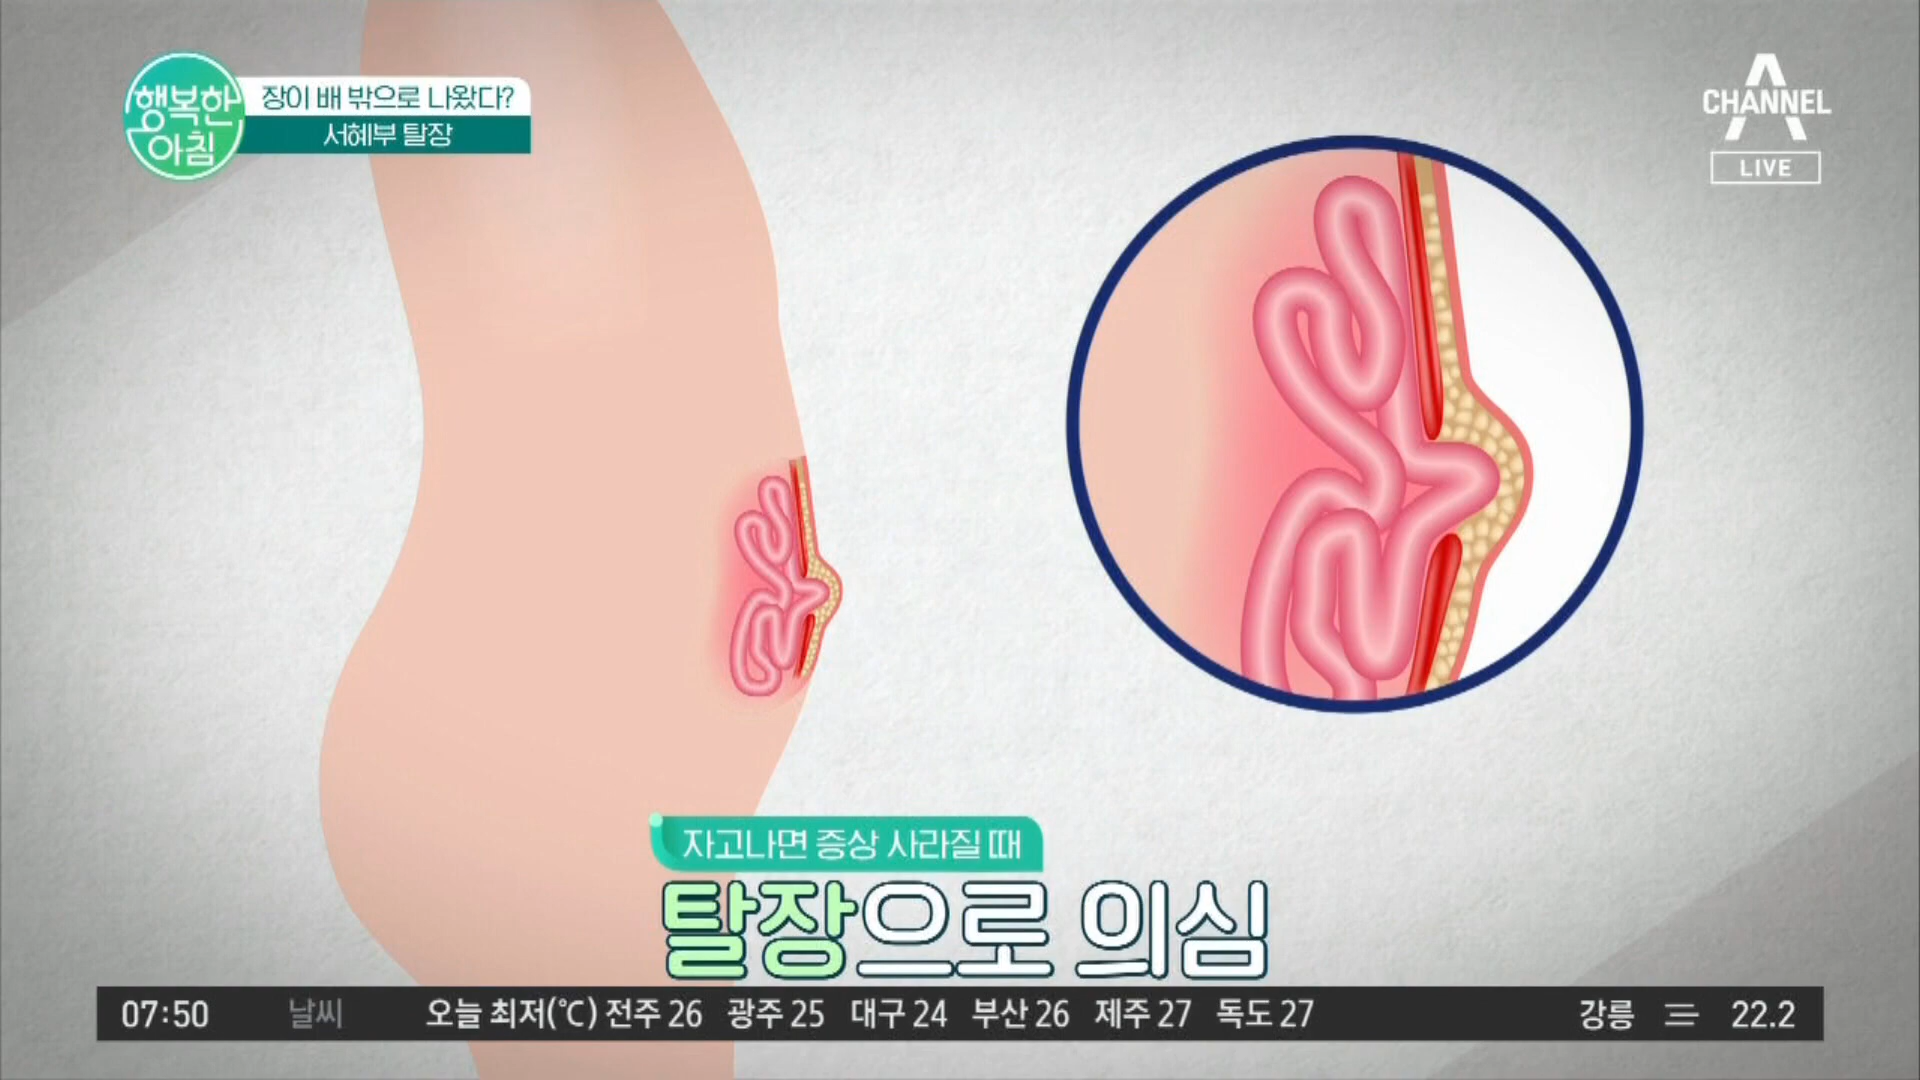 행복한
아침
장이 배 밖으로 나왔다?
서혜부 탈장
CHANNEL A
LIVE
자고나면 증상 사라질 때
탈장으로 의심
07:50 날씨 오늘 최저(℃) 전주 26 광주 25 대구 24 부산 26 제주 27 독도 27 강릉 22.2